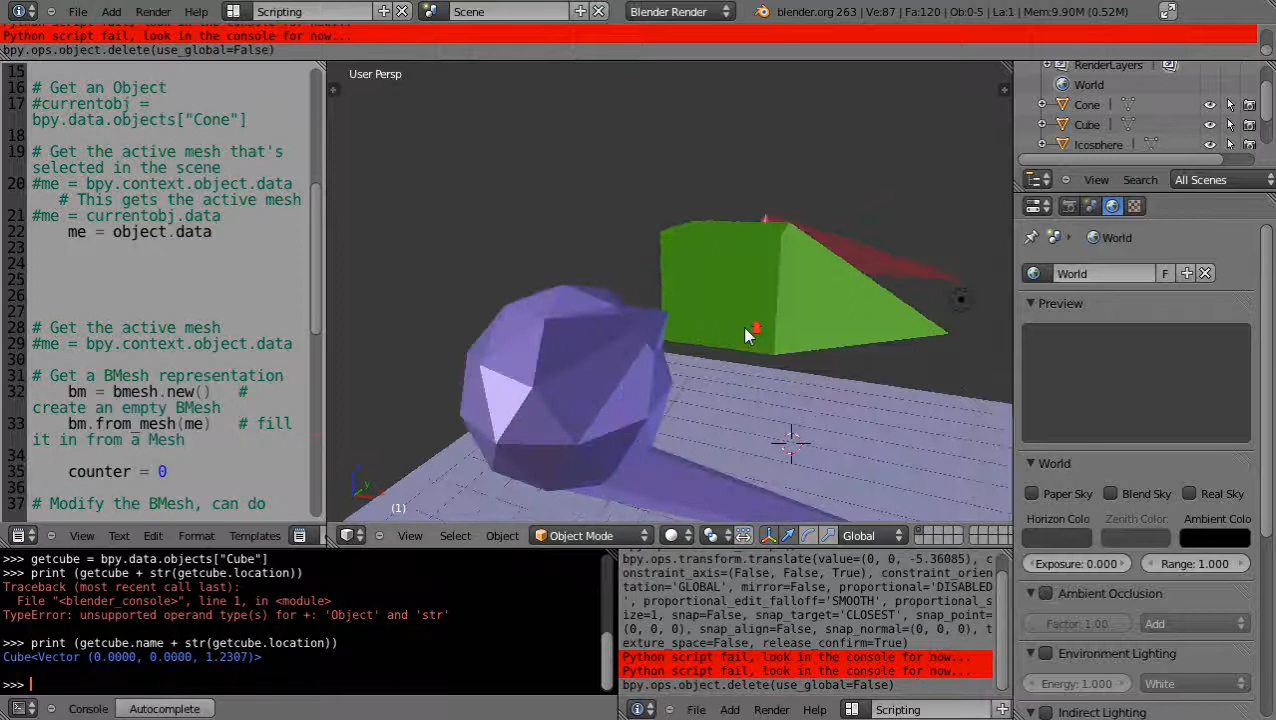 File Add Render Help Scripting Scene Blender Render blender.org 263 | Ve:87 | Fa:120 | Ob:0-5 | La:1 | Mem:9.90M (0.52M)
Python script fail, look in the console for now...
bpy.ops.object.delete(use_global=False)
15
16 # Get an Object
17 #currentobj =
bpy.data.objects["Cone"]
18
19 # Get the active mesh that's
selected in the scene
20 #me = bpy.context.object.data
# This gets the active mesh
21 #me = currentobj.data
22 me = object.data
23
24
25
26
27
28 # Get the active mesh
29 #me = bpy.context.object.data
30
31 # Get a BMesh representation
32 bm = bmesh.new() #
create an empty BMesh
33 bm.from_mesh(me) # fill
it in from a Mesh
34
35 counter = 0
36
37 # Modify the BMesh, can do
View Text Edit Format Templates
User Persp
z
y
(1)
View Select Object Object Mode Global
RenderLayers
World
Cone
Cube
Icosphere
View Search All Scenes
World
World F
Preview
World
Paper Sky Blend Sky Real Sky
Horizon Colo Zenith Color: Ambient Colo
Exposure: 0.000 Range: 1.000
Ambient Occlusion
Factor: 1.00 Add
Environment Lighting
Energy: 1.000 White
Indirect Lighting
>>> getcube = bpy.data.objects["Cube"]
>>> print (getcube + str(getcube.location))
Traceback (most recent call last):
File "<blender_console>", line 1, in <module>
TypeError: unsupported operand type(s) for +: 'Object' and 'str'
>>> print (getcube.name + str(getcube.location))
Cube<Vector (0.0000, 0.0000, 1.2307)>
>>>
Console Autocomplete
bpy.ops.transform.translate(value=(0, 0, -5.36085), c
onstraint_axis=(False, False, True), constraint_orien
tation='GLOBAL', mirror=False, proportional='DISABLED
', proportional_edit_falloff='SMOOTH', proportional_s
ize=1, snap=False, snap_target='CLOSEST', snap_point=
(0, 0, 0), snap_align=False, snap_normal=(0, 0, 0), t
exture_space=False, release_confirm=True)
Python script fail, look in the console for now...
Python script fail, look in the console for now...
bpy.ops.object.delete(use_global=False)
File Add Render Help Scripting